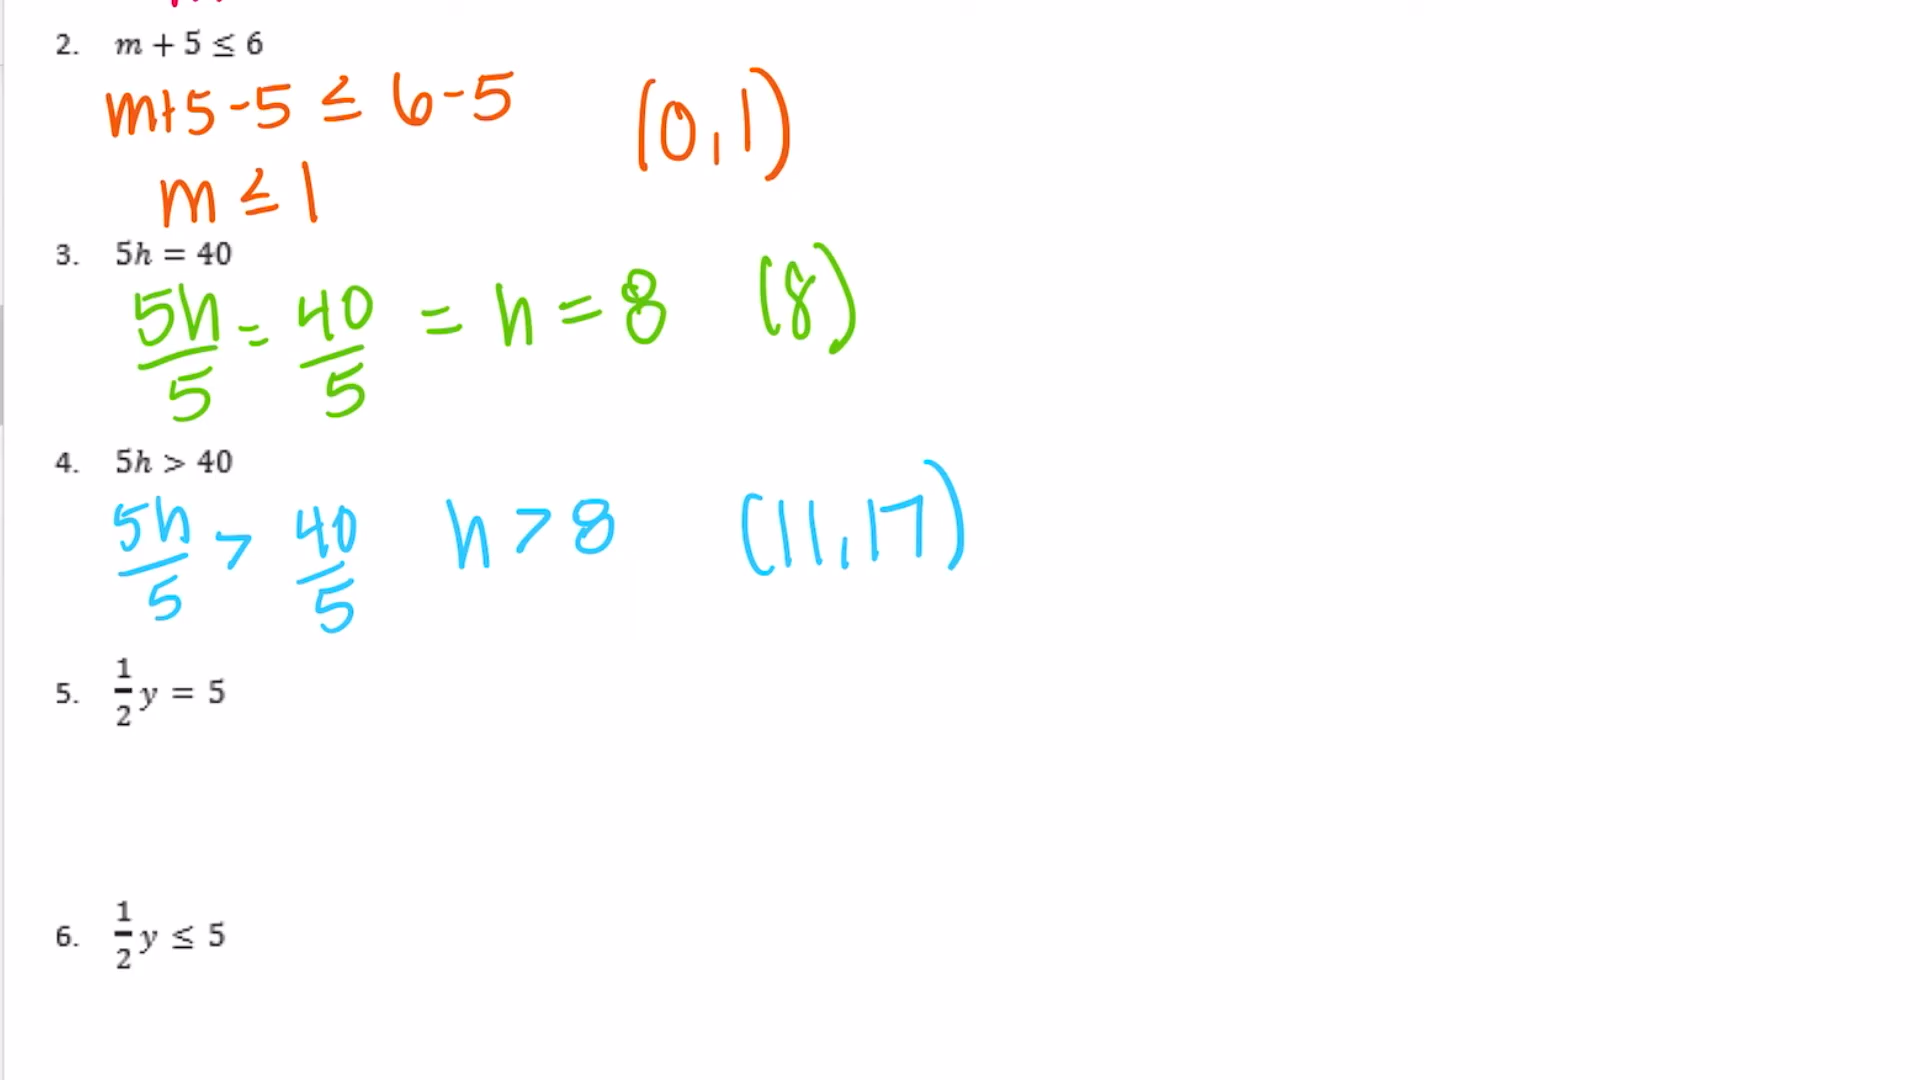 2. m + 5 ≤ 6
m+5-5 ≤ 6-5 (0,1)
m ≤ 1
3. 5h = 40
5h/5 = 40/5 = h = 8 (8)
4. 5h > 40
5h/5 > 40/5 h > 8 (11,17)
5. 1/2 y = 5
6. 1/2 y ≤ 5